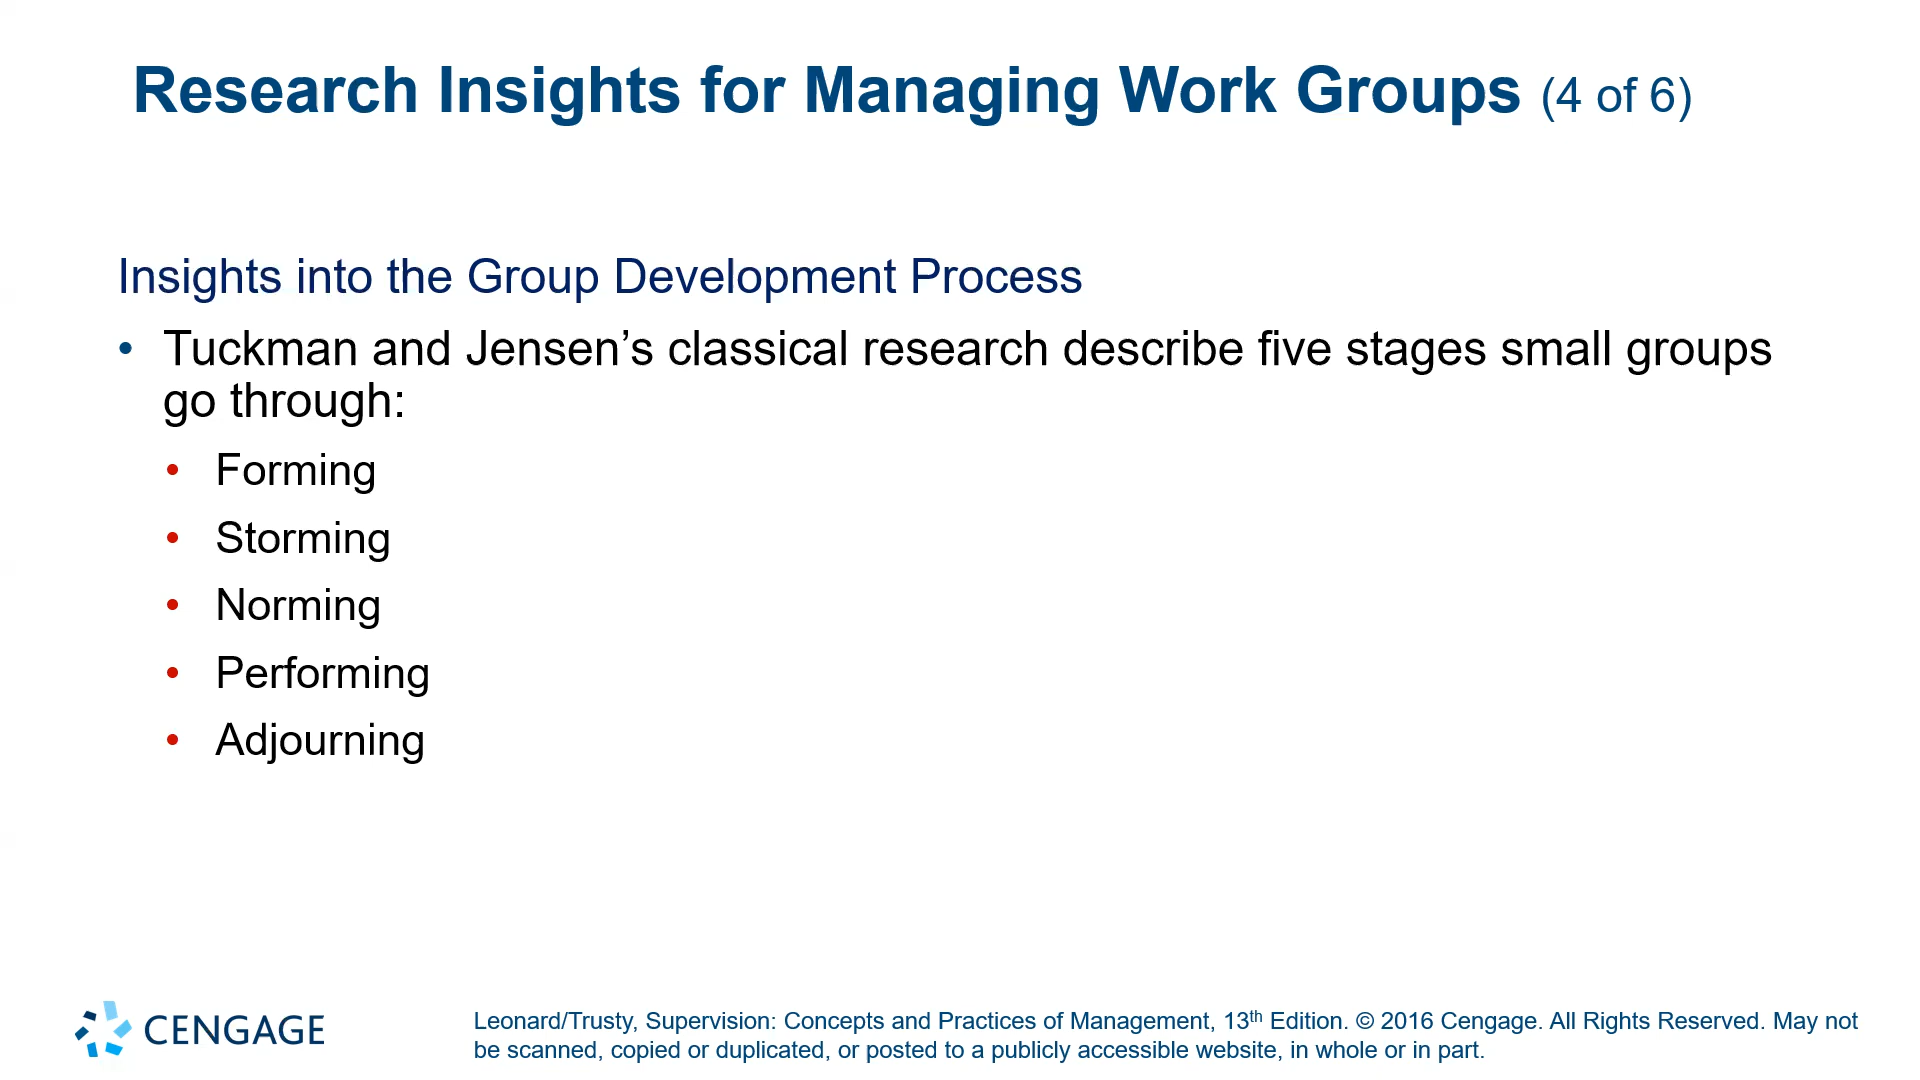 Research Insights for Managing Work Groups (4 of 6)
Insights into the Group Development Process
• Tuckman and Jensen’s classical research describe five stages small groups
go through:
• Forming
• Storming
• Norming
• Performing
• Adjourning
CENGAGE
Leonard/Trusty, Supervision: Concepts and Practices of Management, 13th Edition. © 2016 Cengage. All Rights Reserved. May not
be scanned, copied or duplicated, or posted to a publicly accessible website, in whole or in part.